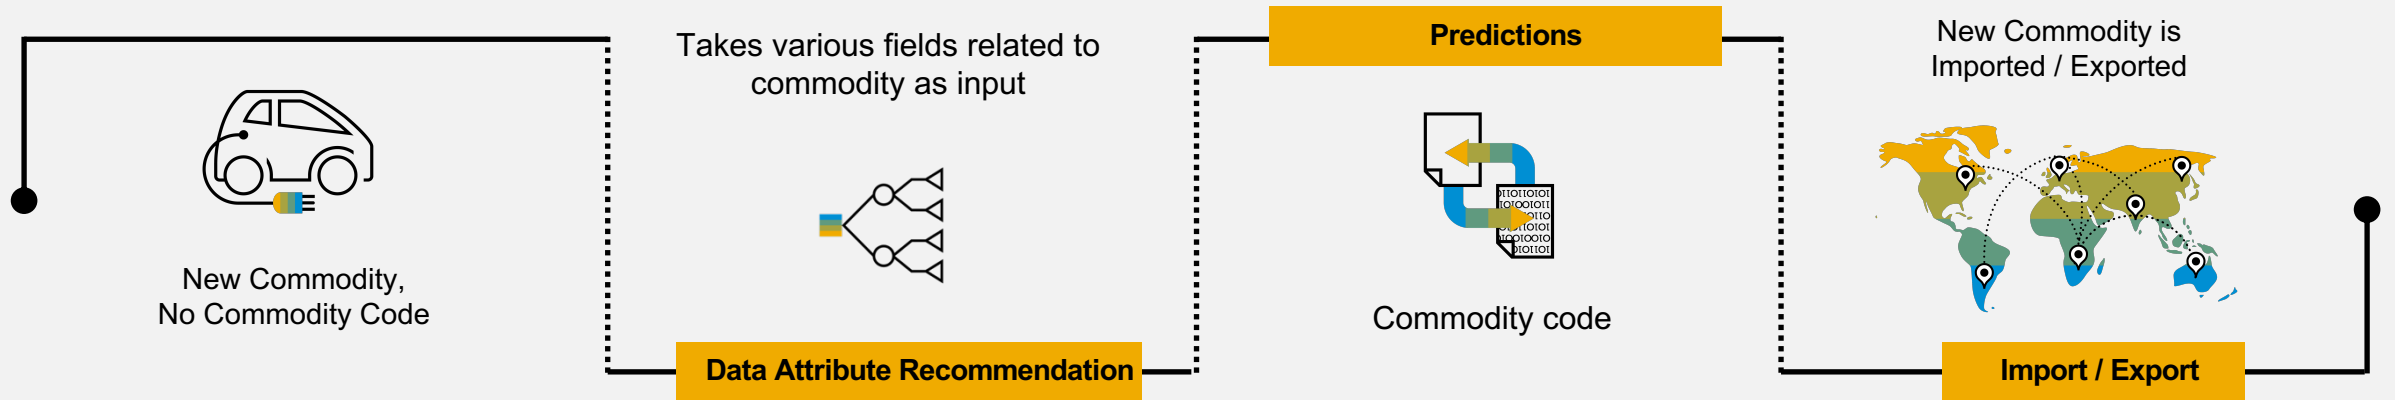 New Commodity,
No Commodity Code
Takes various fields related to
commodity as input
Data Attribute Recommendation
Predictions
Commodity code
New Commodity is
Imported / Exported
Import / Export